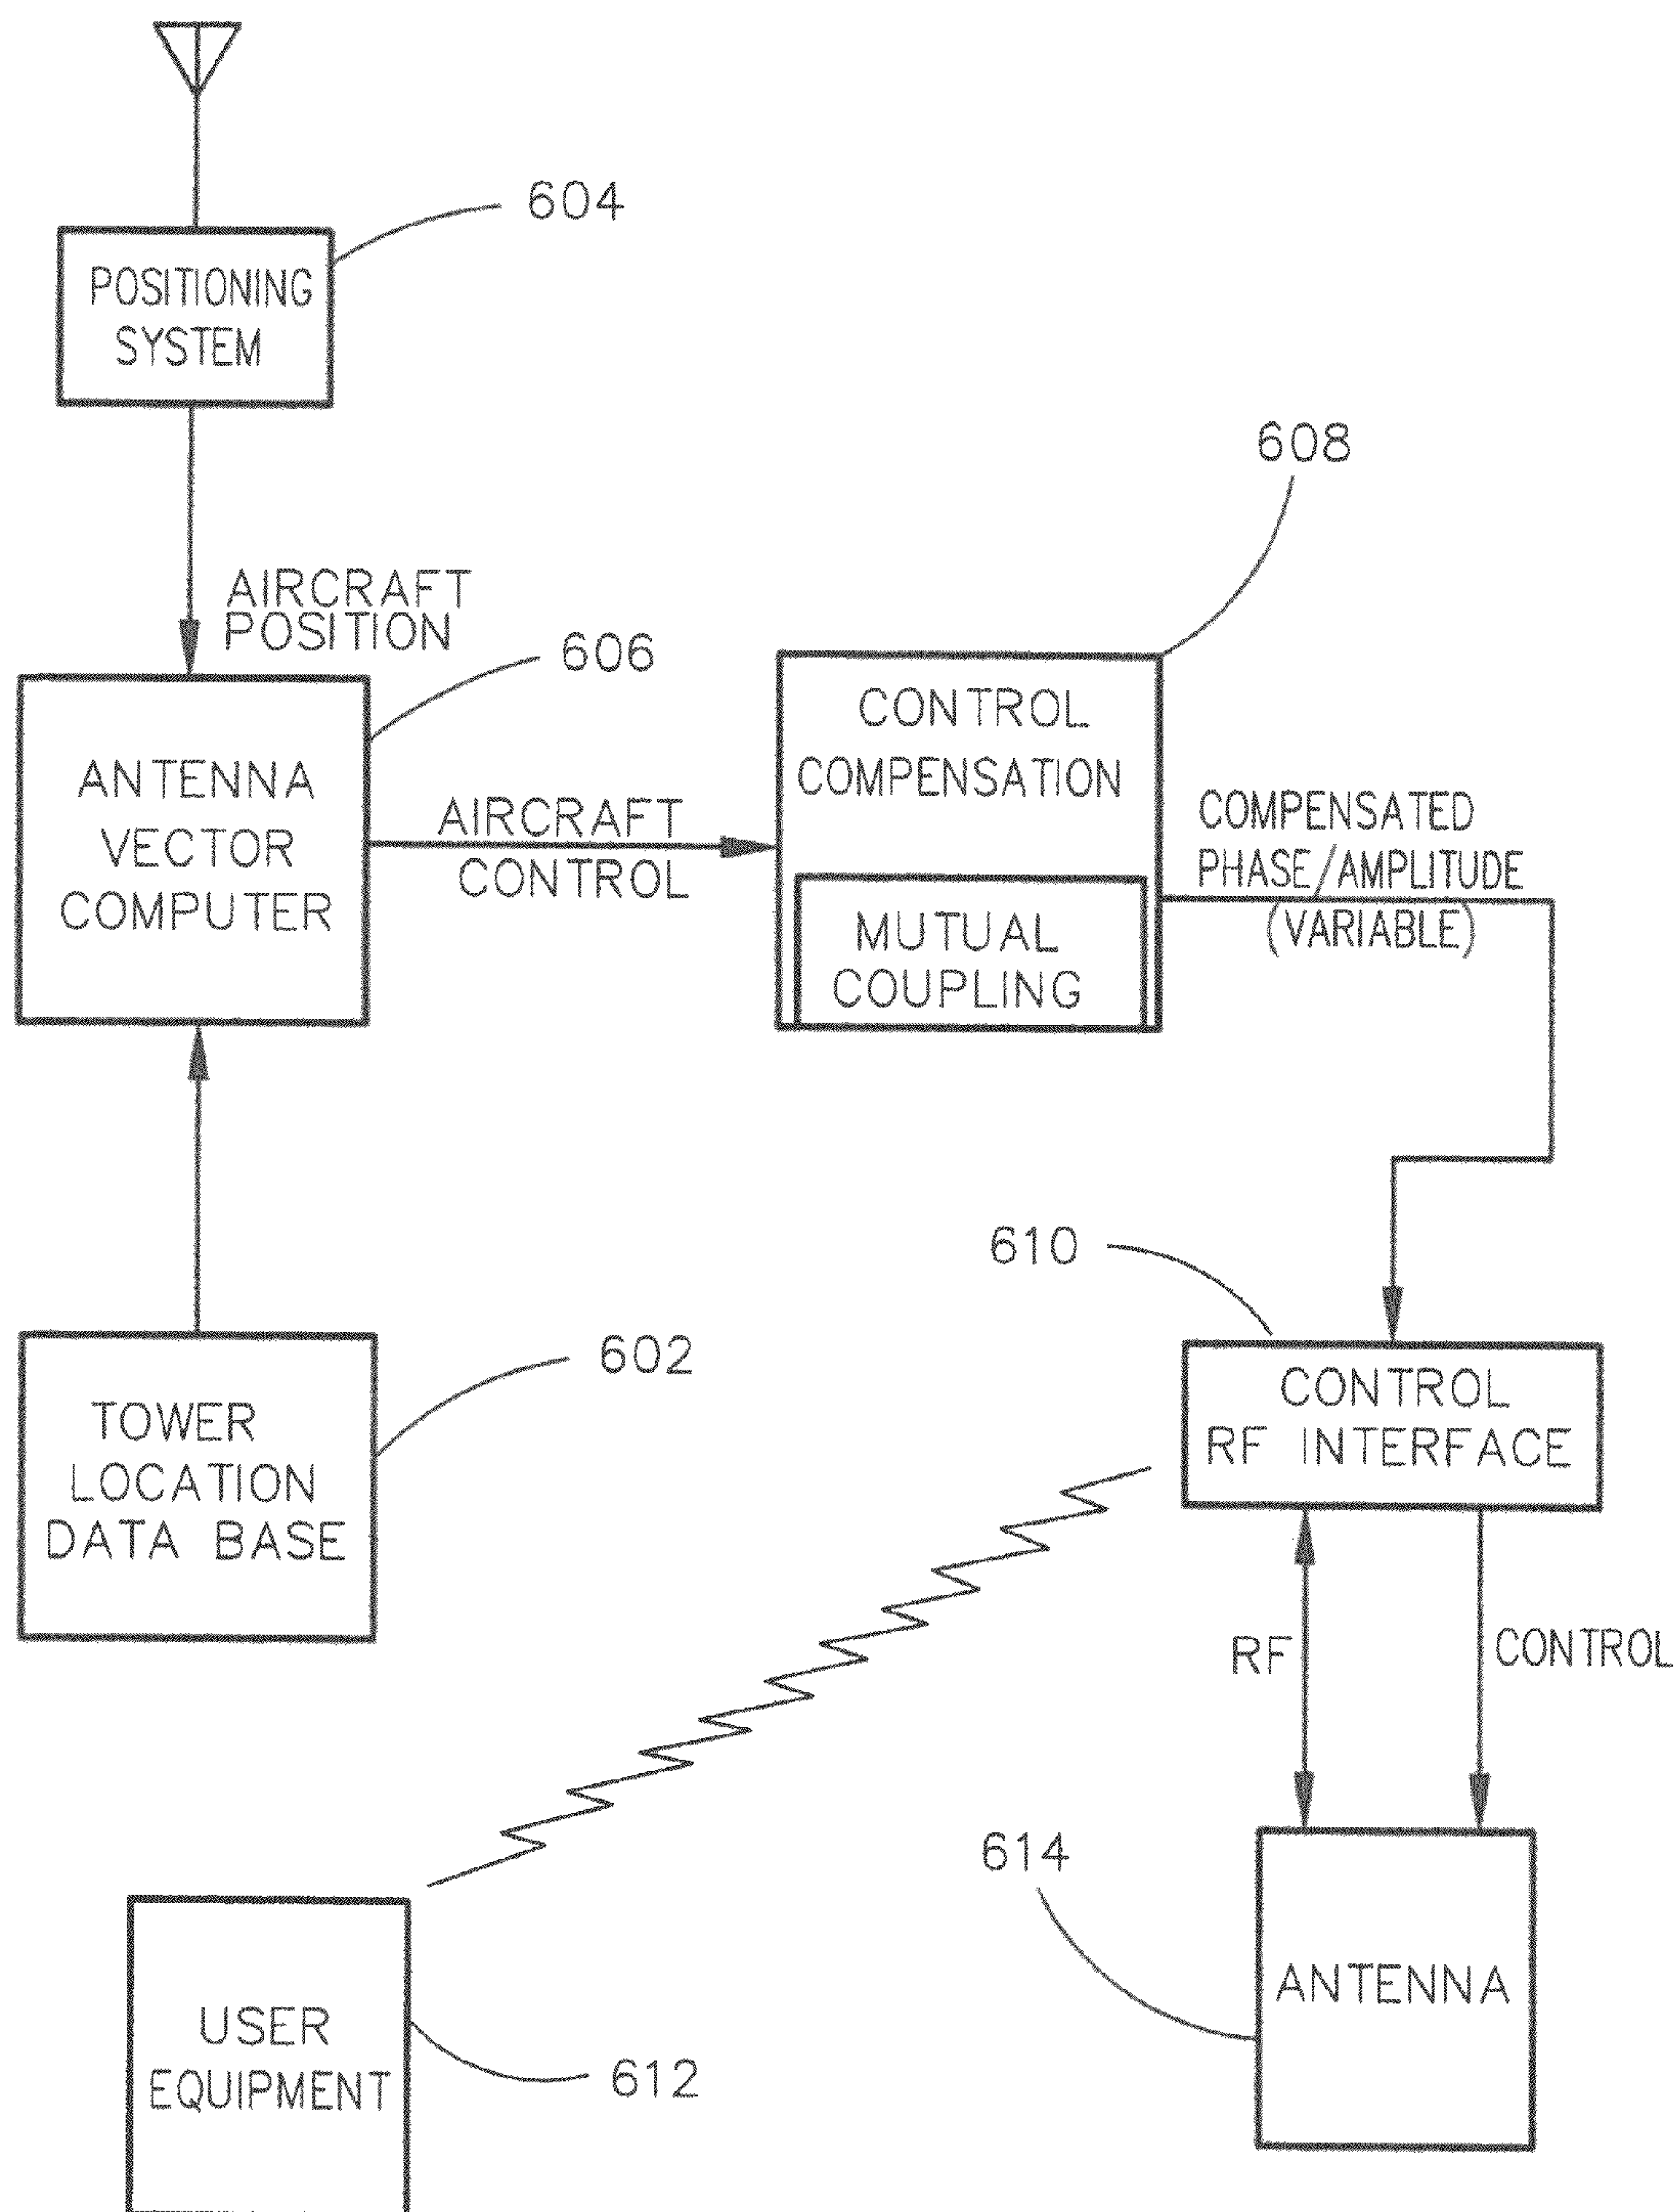 604
POSITIONING
SYSTEM
608
AIRCRAFT
POSITION
606
CONTROL
COMPENSATION
ANTENNA
VECTOR
COMPUTER
AIRCRAFT
CONTROL
COMPENSATED
PHASE/AMPLITUDE
(VARIABLE)
MUTUAL
COUPLING
610
602
CONTROL
RF INTERFACE
TOWER
LOCATION
DATA BASE
RF
CONTROL
614
ANTENNA
USER
EQUIPMENT
612